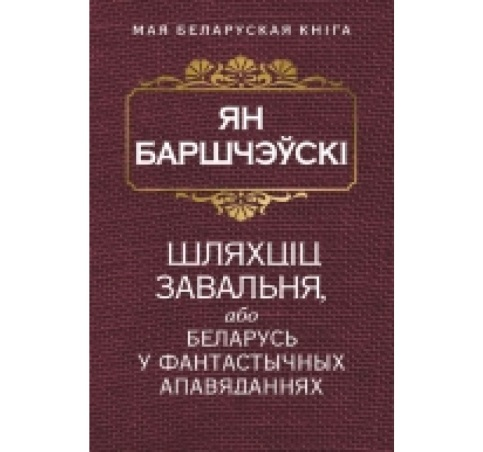 МАЯ БЕЛАРУСКАЯ КНІГА
ЯН
БАРШЧЭЎСКІ
ШЛЯХЦІЦ
ЗАВАЛЬНЯ,
або
БЕЛАРУСЬ
У ФАНТАСТЫЧНЫХ
АПАВЯДАННЯХ